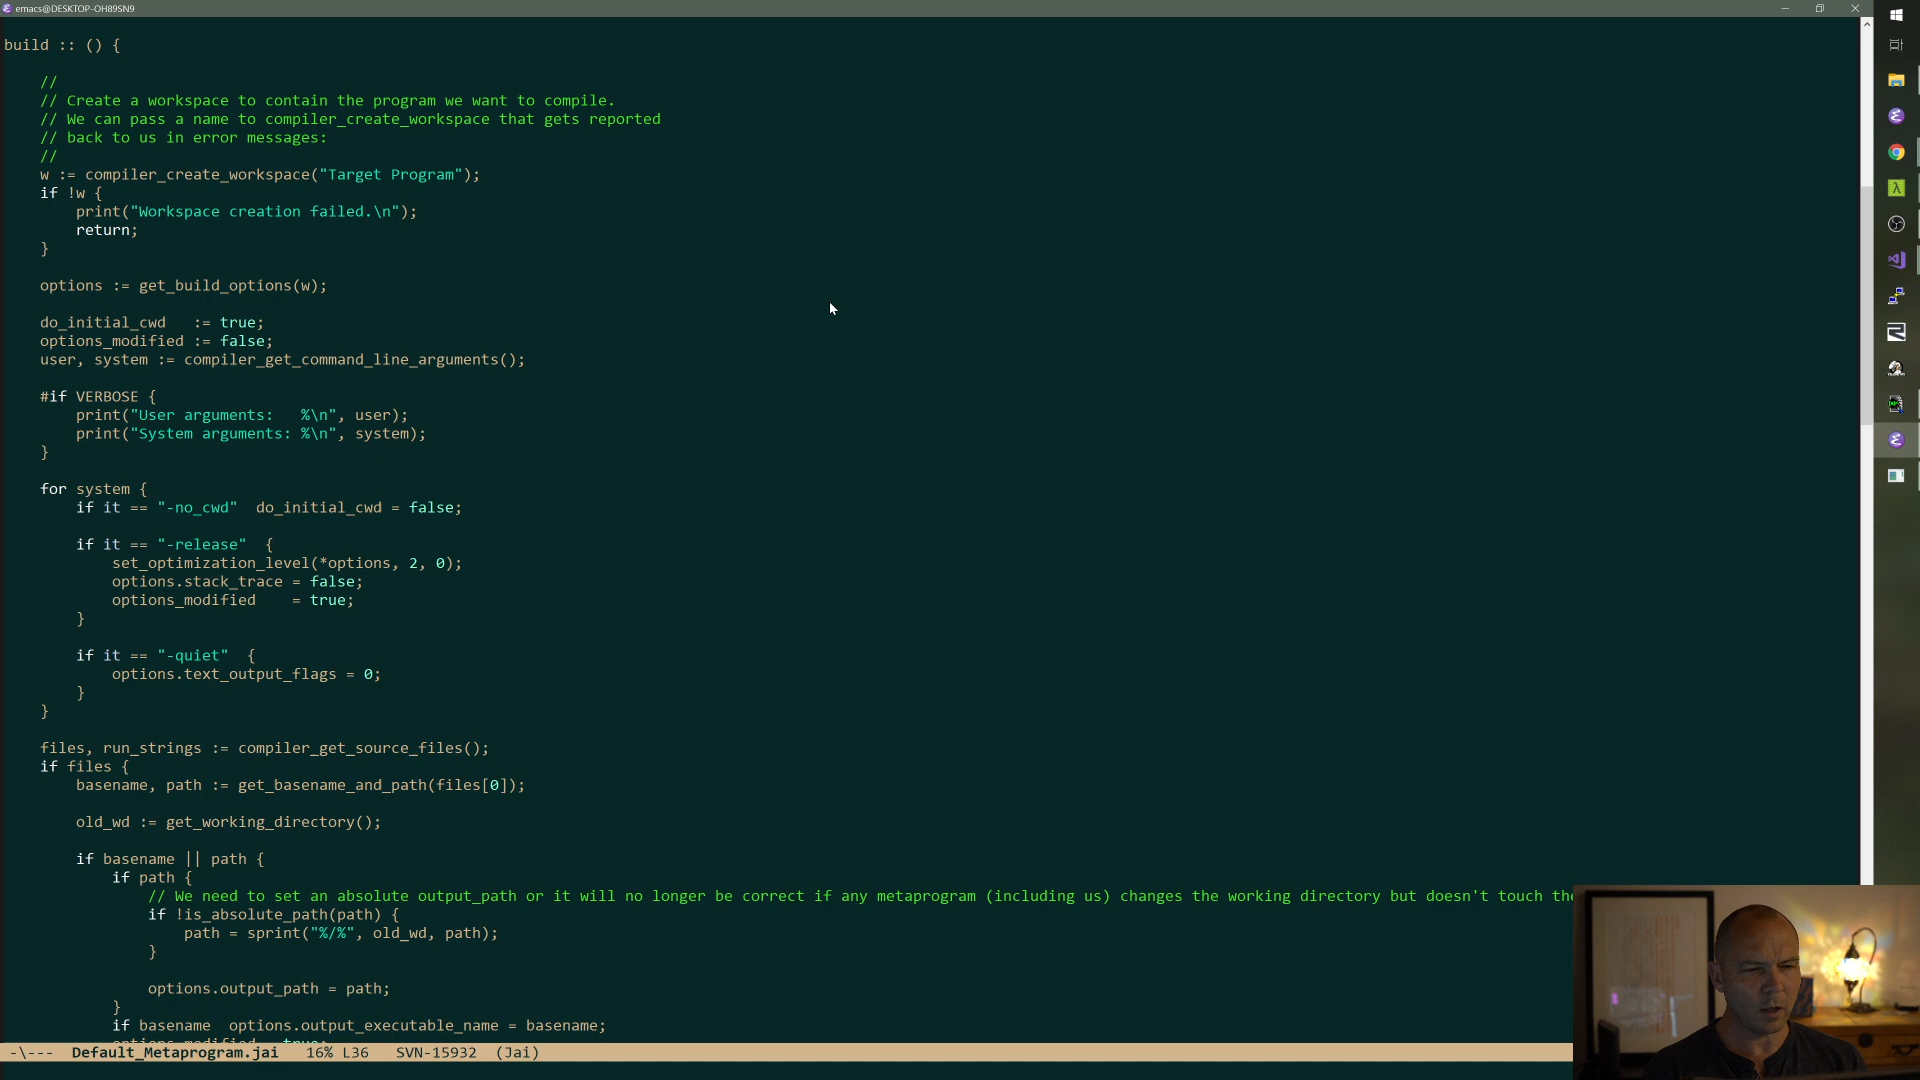 emacs@DESKTOP-OH89SN9
build :: () {
//
// Create a workspace to contain the program we want to compile.
// We can pass a name to compiler_create_workspace that gets reported
// back to us in error messages:
//
w := compiler_create_workspace("Target Program");
if !w {
print("Workspace creation failed.\n");
return;
}
options := get_build_options(w);
do_initial_cwd   := true;
options_modified := false;
user, system := compiler_get_command_line_arguments();
#if VERBOSE {
print("User arguments:   %\n", user);
print("System arguments: %\n", system);
}
for system {
if it == "-no_cwd"  do_initial_cwd = false;
if it == "-release"  {
set_optimization_level(*options, 2, 0);
options.stack_trace = false;
options_modified    = true;
}
if it == "-quiet"  {
options.text_output_flags = 0;
}
}
files, run_strings := compiler_get_source_files();
if files {
basename, path := get_basename_and_path(files[0]);
old_wd := get_working_directory();
if basename || path {
if path {
// We need to set an absolute output_path or it will no longer be correct if any metaprogram (including us) changes the working directory but doesn't touch
if !is_absolute_path(path) {
path = sprint("%/%", old_wd, path);
}
options.output_path = path;
}
if basename  options.output_executable_name = basename;
-\---  Default_Metaprogram.jai   16% L36   SVN-15932  (Jai)